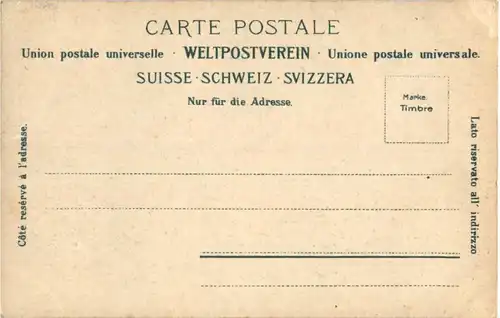 CARTE POSTALE
Union postale universelle · WELTPOSTVEREIN · Unione postale universale.
SUISSE · SCHWEIZ · SVIZZERA
Nur für die Adresse.
Marke.
Timbre
Côté resérvé à l'adresse.
Lato riservato all' indirizzo